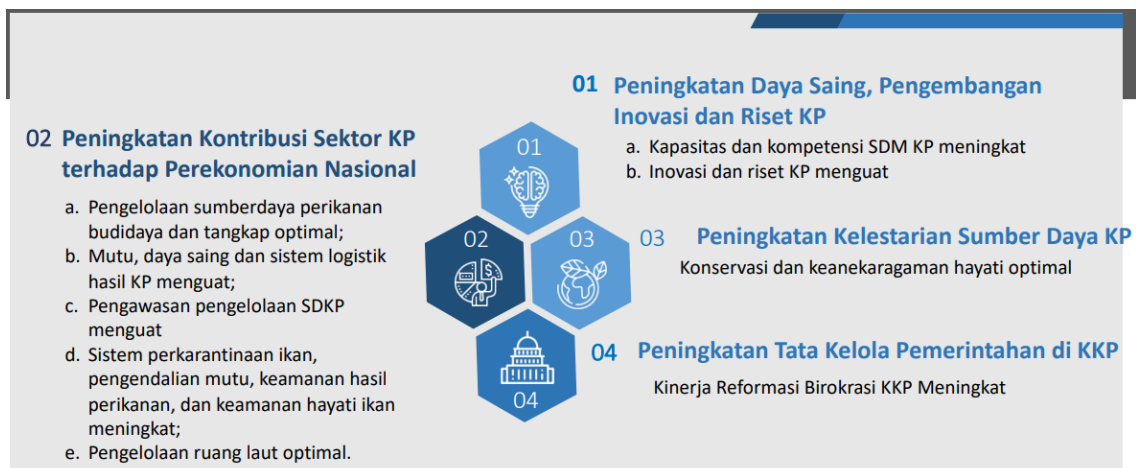 01 Peningkatan Daya Saing, Pengembangan
Inovasi dan Riset KP
a. Kapasitas dan kompetensi SDM KP meningkat
b. Inovasi dan riset KP menguat
02 Peningkatan Kontribusi Sektor KP
terhadap Perekonomian Nasional
a. Pengelolaan sumberdaya perikanan
budidaya dan tangkap optimal;
b. Mutu, daya saing dan sistem logistik
hasil KP menguat;
c. Pengawasan pengelolaan SDKP
menguat
d. Sistem perkarantinaan ikan,
pengendalian mutu, keamanan hasil
perikanan, dan keamanan hayati ikan
meningkat;
e. Pengelolaan ruang laut optimal.
01
02
03
04
03 Peningkatan Kelestarian Sumber Daya KP
Konservasi dan keanekaragaman hayati optimal
04 Peningkatan Tata Kelola Pemerintahan di KKP
Kinerja Reformasi Birokrasi KKP Meningkat